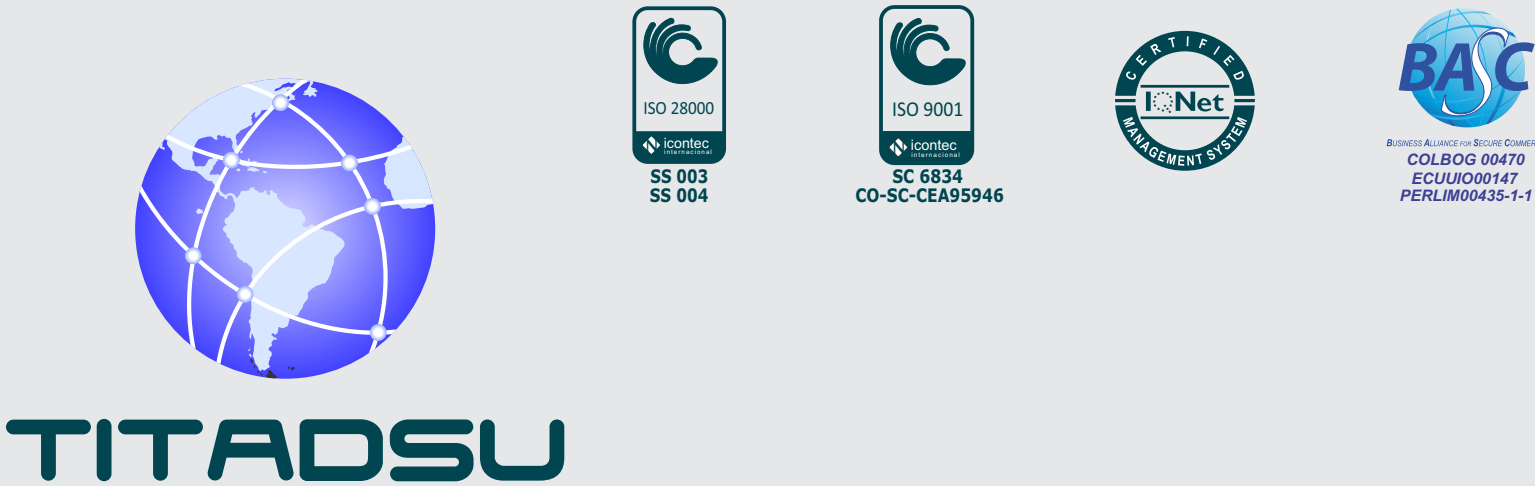 TITADSU
ISO 28000
icontec
internacional
SS 003
SS 004
ISO 9001
icontec
internacional
SC 6834
CO-SC-CEA95946
CERTIFIED
IQNet
MANAGEMENT SYSTEM
BASC
BUSINESS ALLIANCE FOR SECURE COMMER
COLBOG 00470
ECUUIO00147
PERLIM00435-1-1